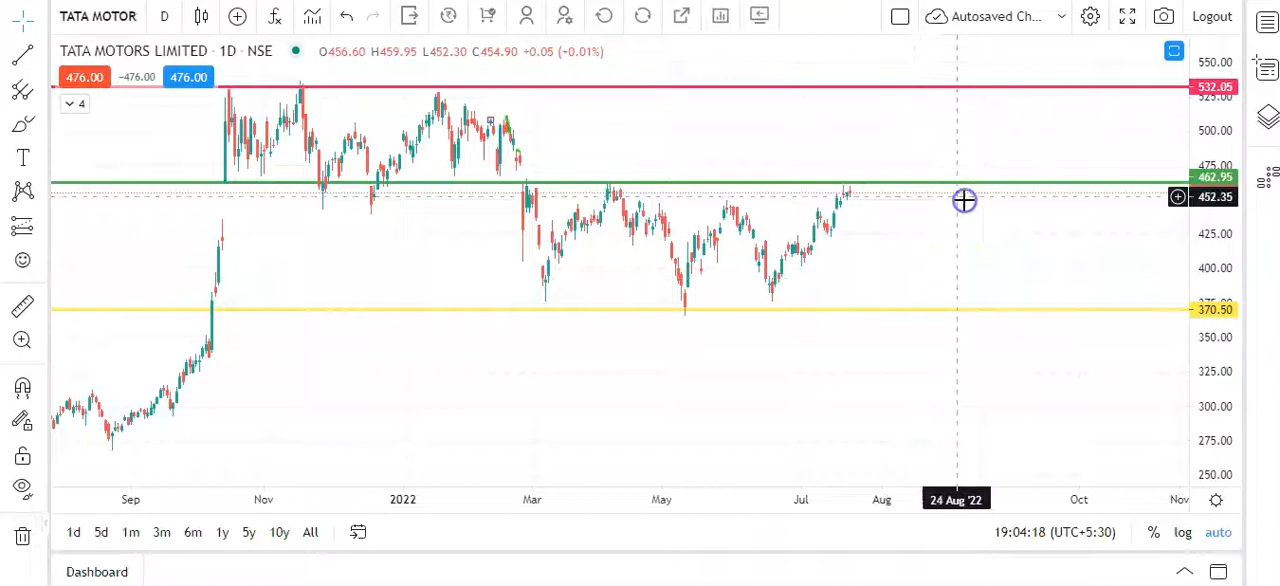 TATA MOTOR D Autosaved Ch... Logout
TATA MOTORS LIMITED · 1D · NSE O456.60 H459.95 L452.30 C454.90 +0.05 (+0.01%)
476.00 −476.00 476.00
4
550.00
532.05
525.00
500.00
475.00
462.95
452.35
425.00
400.00
375.00
370.50
350.00
325.00
300.00
275.00
250.00
Sep Nov 2022 Mar May Jul Aug 24 Aug '22 Oct Nov
1d 5d 1m 3m 6m 1y 5y 10y All 19:04:18 (UTC+5:30) % log auto
Dashboard